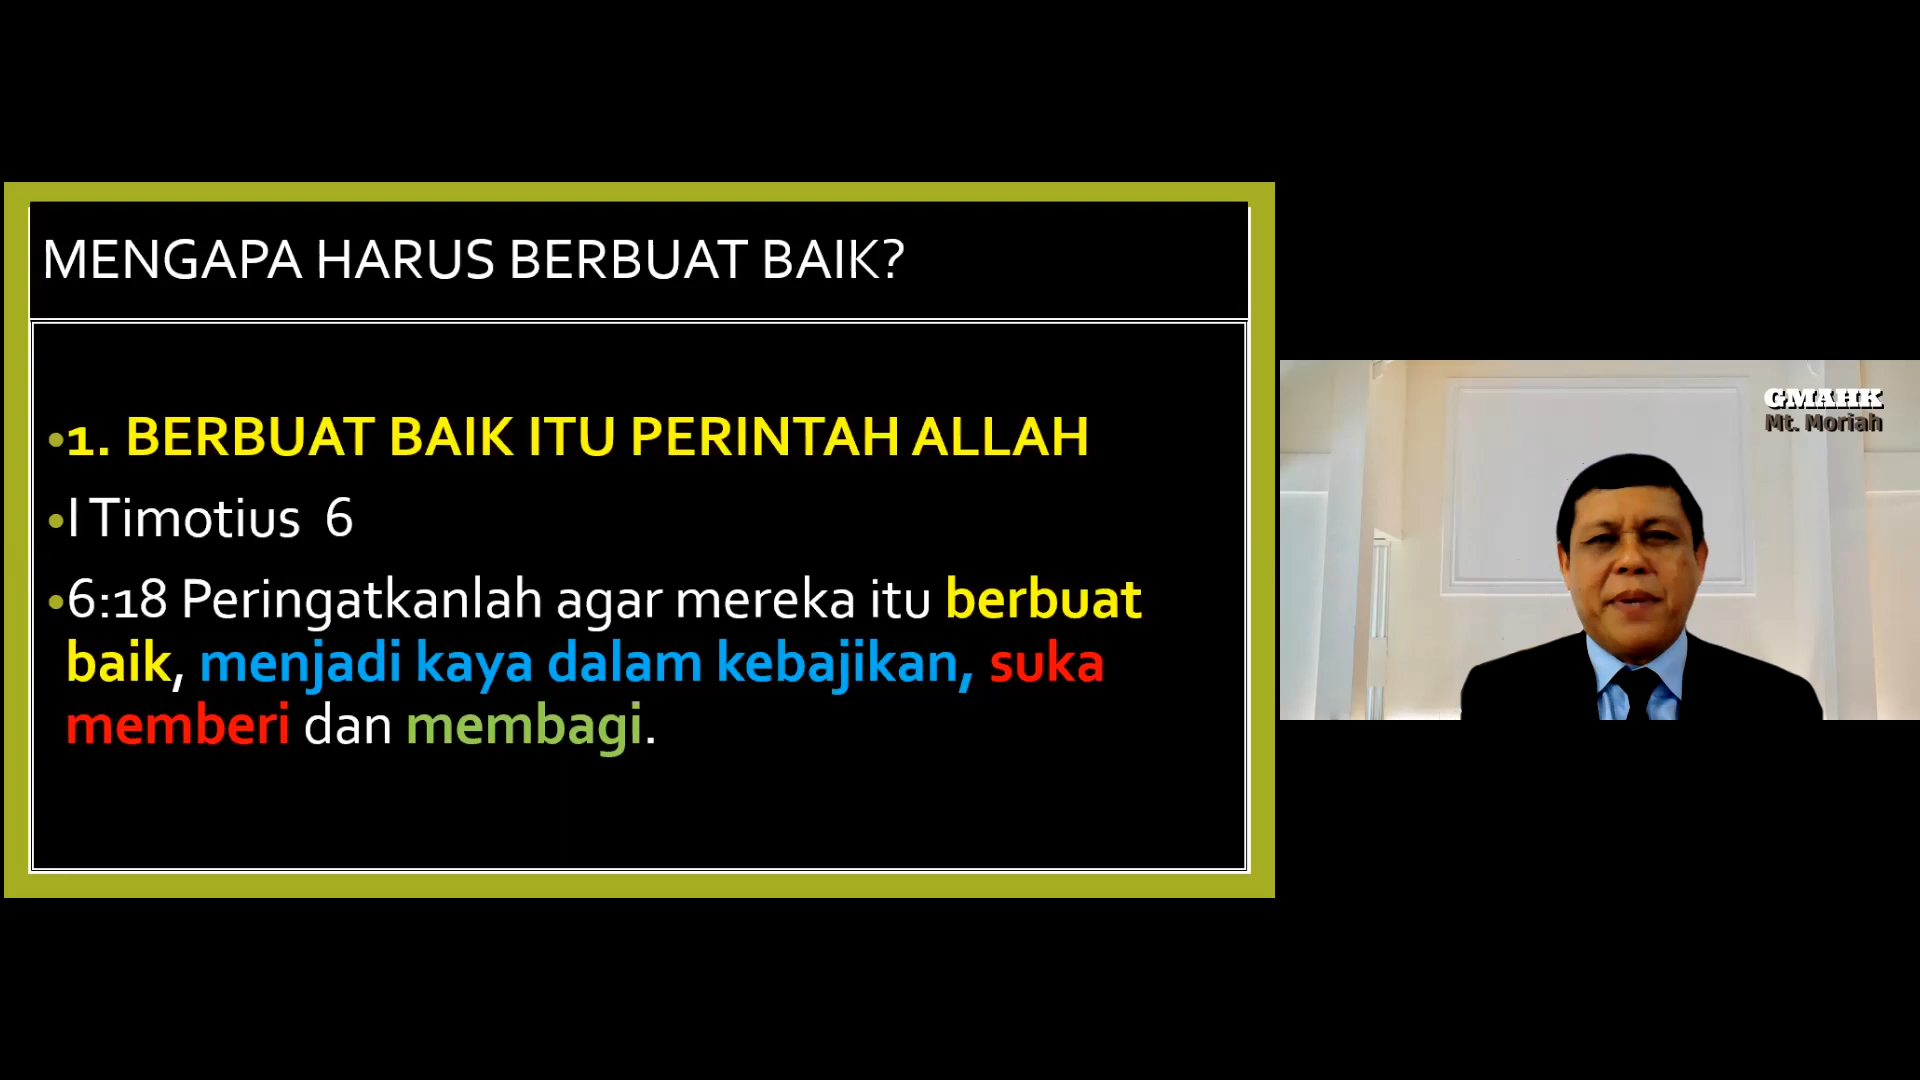 MENGAPA HARUS BERBUAT BAIK?
•1. BERBUAT BAIK ITU PERINTAH ALLAH
•I Timotius 6
•6:18 Peringatkanlah agar mereka itu berbuat
baik, menjadi kaya dalam kebajikan, suka
memberi dan membagi.
GMAHK
Mt. Moriah